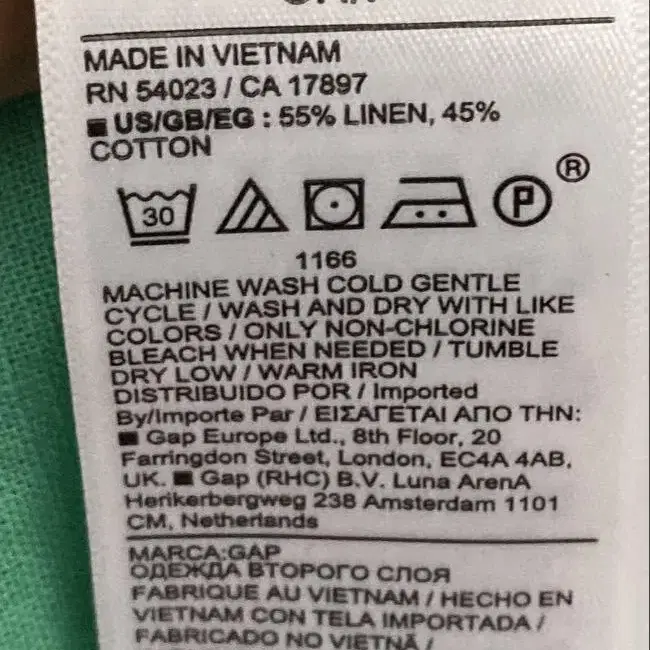 MADE IN VIETNAM
RN 54023 / CA 17897
■ US/GB/EG : 55% LINEN, 45%
COTTON
30 P ®
1166
MACHINE WASH COLD GENTLE
CYCLE / WASH AND DRY WITH LIKE
COLORS / ONLY NON-CHLORINE
BLEACH WHEN NEEDED / TUMBLE
DRY LOW / WARM IRON
DISTRIBUIDO POR / Imported
By/Importe Par / ΕΙΣΑΓΕΤΑΙ ΑΠΟ ΤΗΝ:
■ Gap Europe Ltd., 8th Floor, 20
Farringdon Street, London, EC4A 4AB,
UK. ■ Gap (RHC) B.V. Luna ArenA
Herikerbergweg 238 Amsterdam 1101
CM, Netherlands
MARCA:GAP
ОДЕЖДА ВТОРОГО СЛОЯ
FABRIQUE AU VIETNAM / HECHO EN
VIETNAM CON TELA IMPORTADA /
FABRICADO NO VIETNÃ /